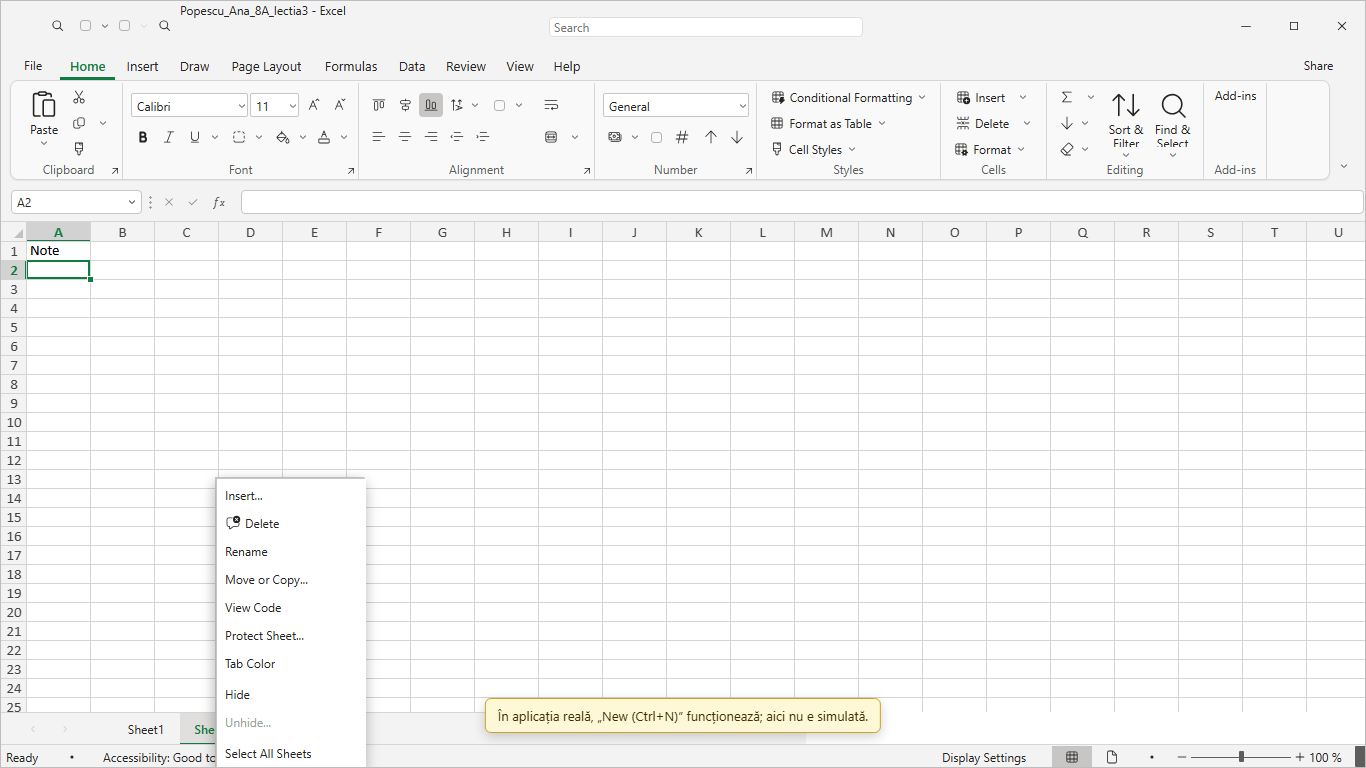 Popescu_Ana_8A_lectia3 - Excel
Search
File
Home
Insert
Draw
Page Layout
Formulas
Data
Review
View
Help
Share
Paste
Clipboard
Calibri
11
Font
Alignment
General
Number
Conditional Formatting
Format as Table
Cell Styles
Styles
Insert
Delete
Format
Cells
Sort &
Filter
Find &
Select
Editing
Add-ins
Add-ins
A2
fx
A B C D E F G H I J K L M N O P Q R S T U
1 Note
2
3
4
5
6
7
8
9
10
11
12
13
14
15
16
17
18
19
20
21
22
23
24
25
Insert...
Delete
Rename
Move or Copy...
View Code
Protect Sheet...
Tab Color
Hide
Unhide...
Select All Sheets
În aplicația reală, „New (Ctrl+N)” funcționează; aici nu e simulată.
Sheet1
She
Ready
Accessibility: Good to
Display Settings
100 %